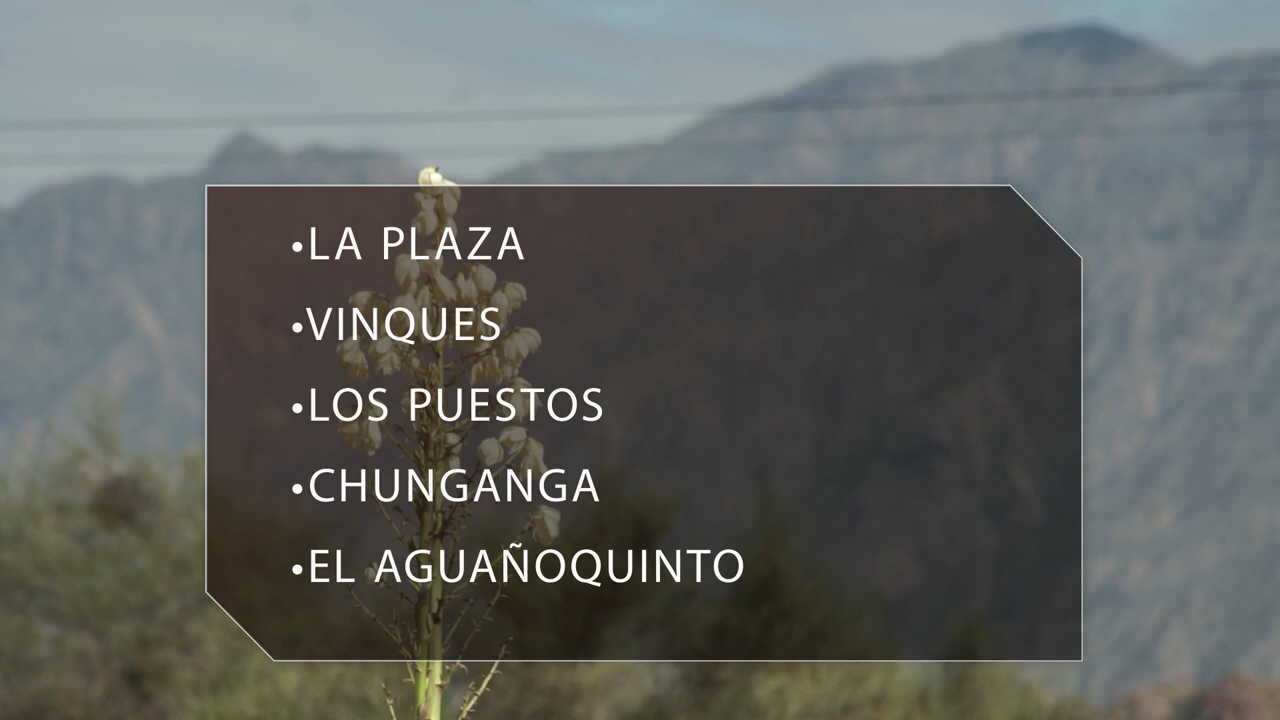 •LA PLAZA
•VINQUES
•LOS PUESTOS
•CHUNGANGA
•EL AGUAÑOQUINTO